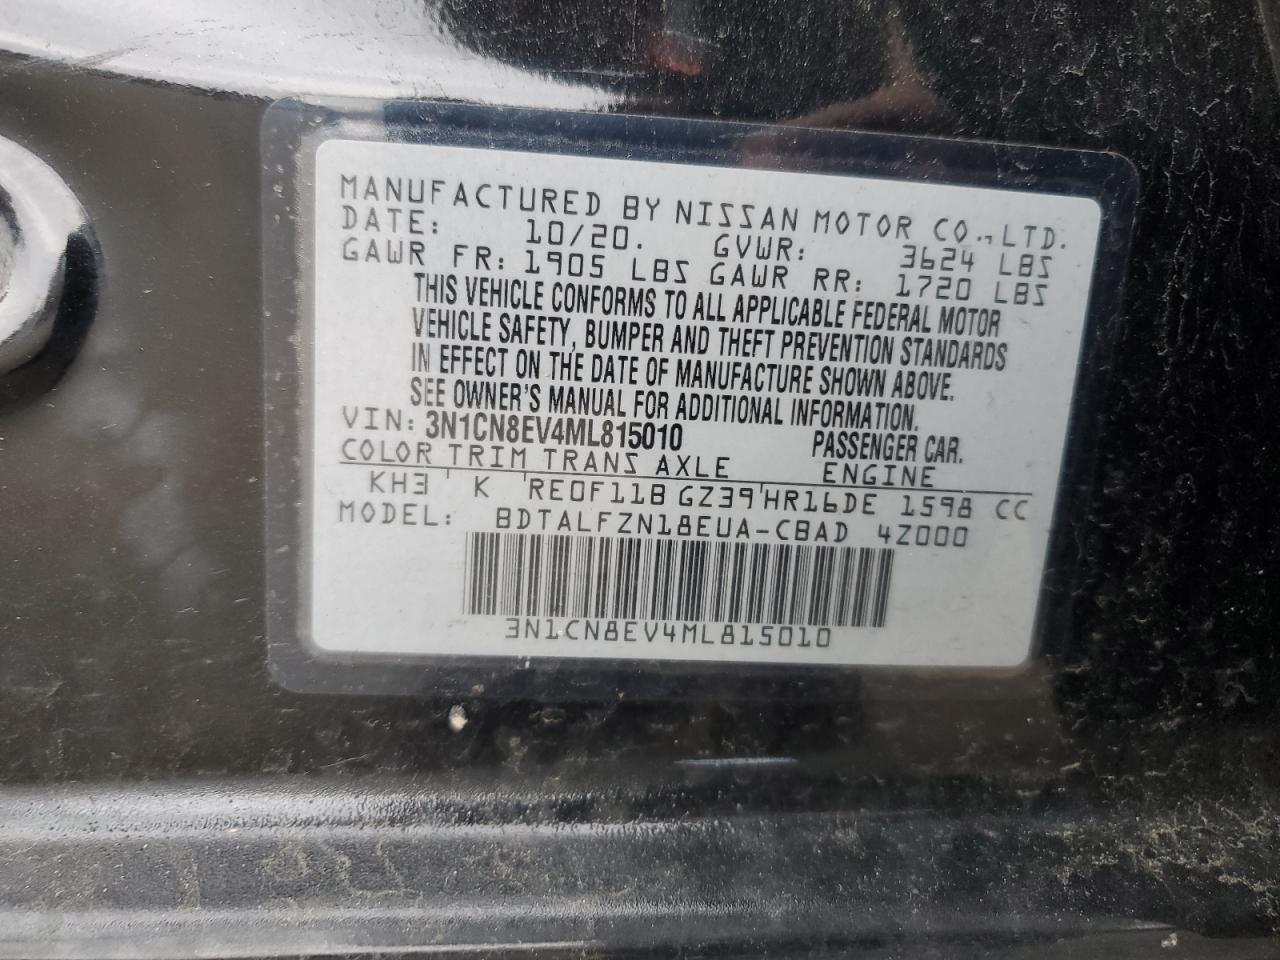 MANUFACTURED BY NISSAN MOTOR CO.,LTD.
DATE: 10/20. GVWR: 3624 LBS
GAWR FR: 1905 LBS GAWR RR: 1720 LBS
THIS VEHICLE CONFORMS TO ALL APPLICABLE FEDERAL MOTOR
VEHICLE SAFETY, BUMPER AND THEFT PREVENTION STANDARDS
IN EFFECT ON THE DATE OF MANUFACTURE SHOWN ABOVE.
SEE OWNER'S MANUAL FOR ADDITIONAL INFORMATION.
VIN: 3N1CN8EV4ML815010 PASSENGER CAR.
COLOR TRIM TRANS AXLE ENGINE
KH3 K RE0F11B GZ39 HR16DE 1598 CC
MODEL: BDTALFZN18EUA-CBAD 4Z000
3N1CN8EV4ML815010